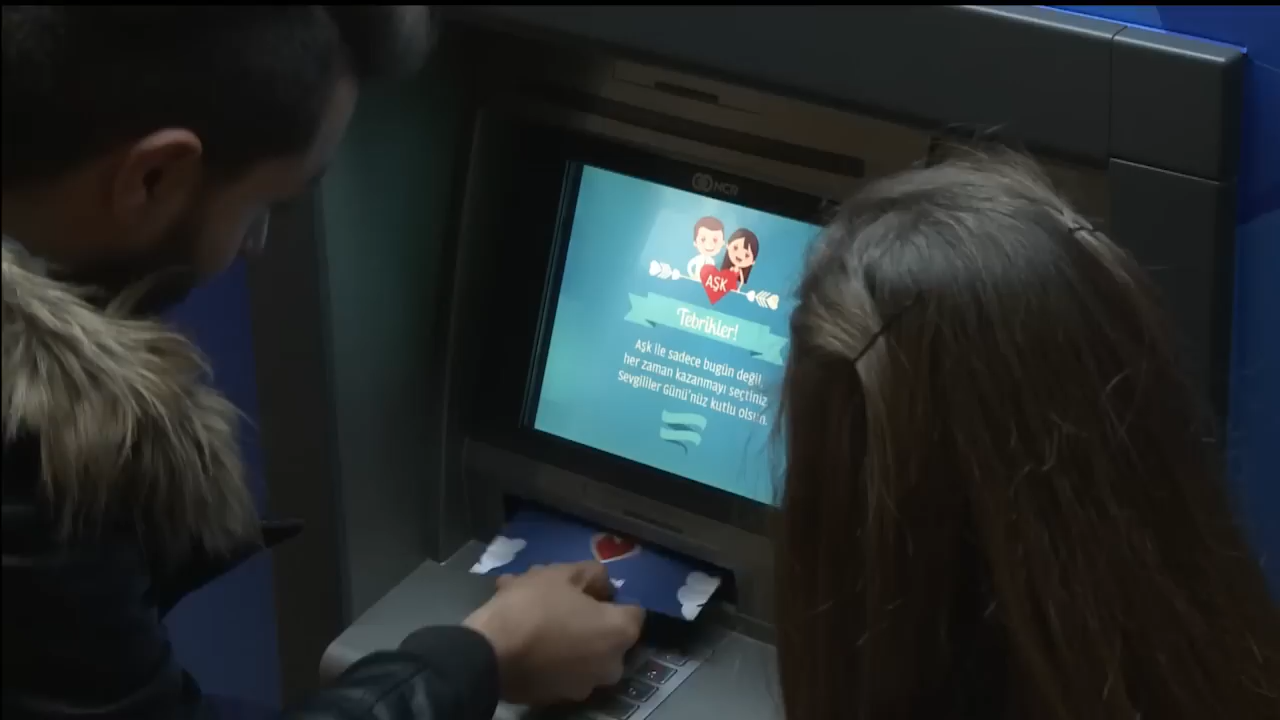 NCR
AŞK
Tebrikler!
Aşk ile sadece bugün değil,
her zaman kazanmayı seçtiniz.
Sevgililer Günü'nüz kutlu olsun.